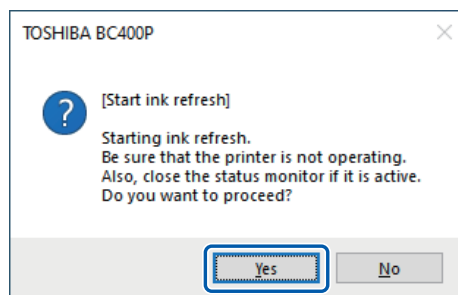 TOSHIBA BC400P
[Start ink refresh]
Starting ink refresh.
Be sure that the printer is not operating.
Also, close the status monitor if it is active.
Do you want to proceed?
Yes No